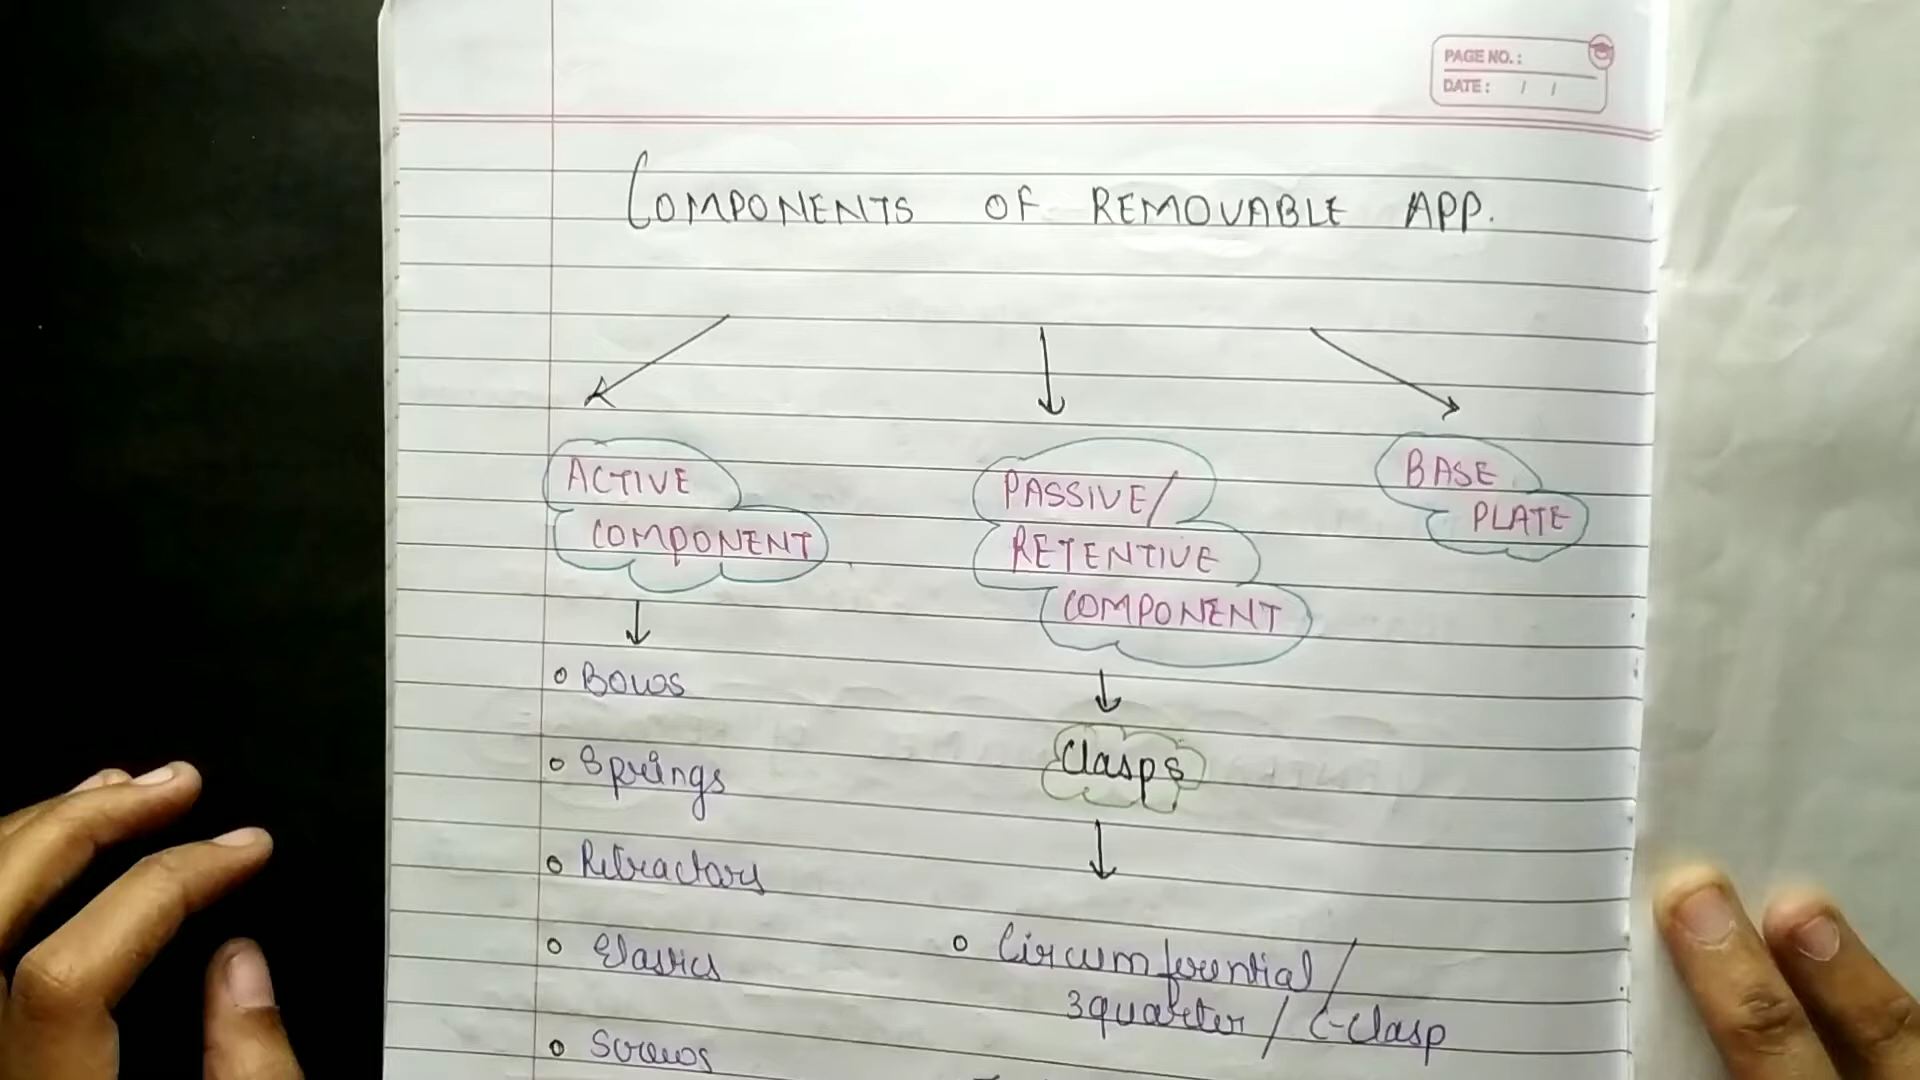 PAGE NO. :
DATE : / /
COMPONENTS OF REMOVABLE APP.
ACTIVE
COMPONENT
PASSIVE/
RETENTIVE
COMPONENT
BASE
PLATE
Bows
Springs
Retractors
Elastics
Screws
Clasps
Circumferential/
3quarter / C-clasp